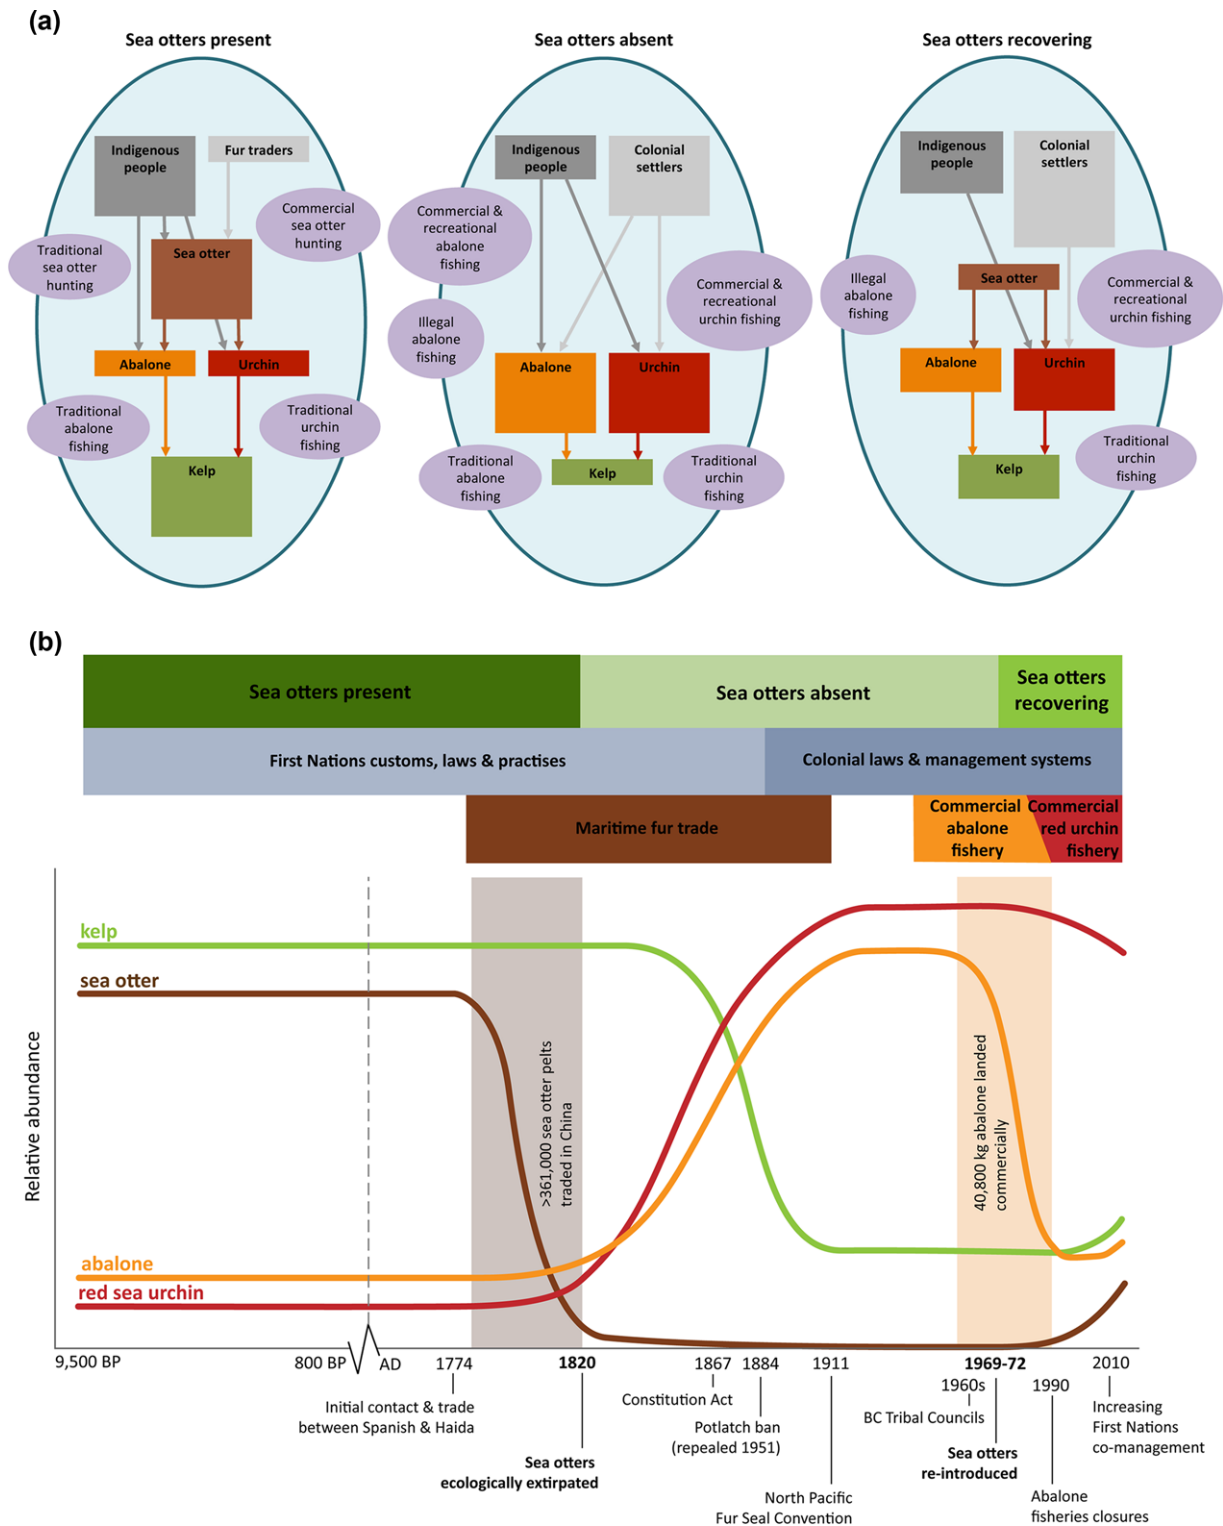 (a)
Sea otters present
Sea otters absent
Sea otters recovering
Indigenous
people
Fur traders
Commercial
sea otter
hunting
Traditional
sea otter
hunting
Sea otter
Abalone
Urchin
Traditional
abalone
fishing
Traditional
urchin
fishing
Kelp
Indigenous
people
Colonial
settlers
Commercial &
recreational
abalone
fishing
Commercial &
recreational
urchin fishing
Illegal
abalone
fishing
Abalone
Urchin
Traditional
abalone
fishing
Kelp
Traditional
urchin
fishing
Indigenous
people
Colonial
settlers
Illegal
abalone
fishing
Sea otter
Commercial &
recreational
urchin fishing
Abalone
Urchin
Kelp
Traditional
urchin
fishing
(b)
Sea otters present
Sea otters absent
Sea otters
recovering
First Nations customs, laws & practises
Colonial laws & management systems
Maritime fur trade
Commercial
abalone
fishery
Commercial
red urchin
fishery
Relative abundance
kelp
sea otter
abalone
red sea urchin
>361,000 sea otter pelts
traded in China
40,800 kg abalone landed
commercially
9,500 BP
800 BP
AD
1774
1820
1867
1884
1911
1969-72
2010
1960s
1990
Initial contact & trade
between Spanish & Haida
Sea otters
ecologically extirpated
Constitution Act
Potlatch ban
(repealed 1951)
North Pacific
Fur Seal Convention
BC Tribal Councils
Sea otters
re-introduced
Abalone
fisheries closures
Increasing
First Nations
co-management